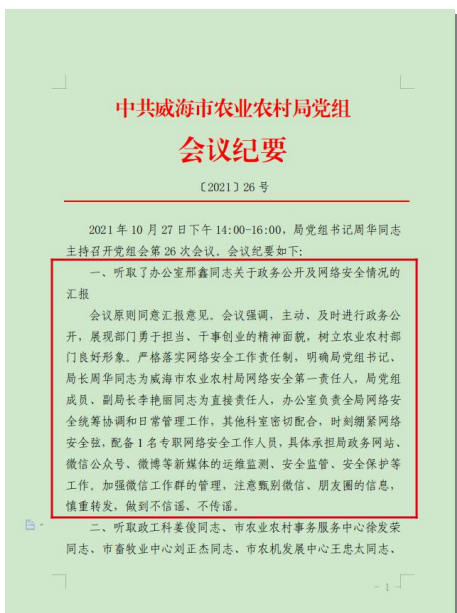 中共威海市农业农村局党组
会议纪要
〔2021〕26 号
2021 年 10 月 27 日下午 14:00-16:00，局党组书记周华同志
主持召开党组会第 26 次会议。会议纪要如下:
一、听取了办公室邢鑫同志关于政务公开及网络安全情况的
汇报
会议原则同意汇报意见。会议强调，主动、及时进行政务公
开，展现部门勇于担当、干事创业的精神面貌，树立农业农村部
门良好形象。严格落实网络安全工作责任制，明确局党组书记、
局长周华同志为威海市农业农村局网络安全第一责任人，局党组
成员、副局长李艳丽同志为直接责任人，办公室负责全局网络安
全统筹协调和日常管理工作，其他科室密切配合，时刻绷紧网络
安全弦，配备 1 名专职网络安全工作人员，具体承担局政务网站、
微信公众号、微博等新媒体的运维监测、安全监管、安全保护等
工作。加强微信工作群的管理，注意甄别微信、朋友圈的信息，
慎重转发，做到不信谣、不传谣。
二、听取政工科姜俊同志、市农业农村事务服务中心徐发荣
同志、市畜牧业中心刘正杰同志、市农机发展中心王忠太同志、
- 1 -